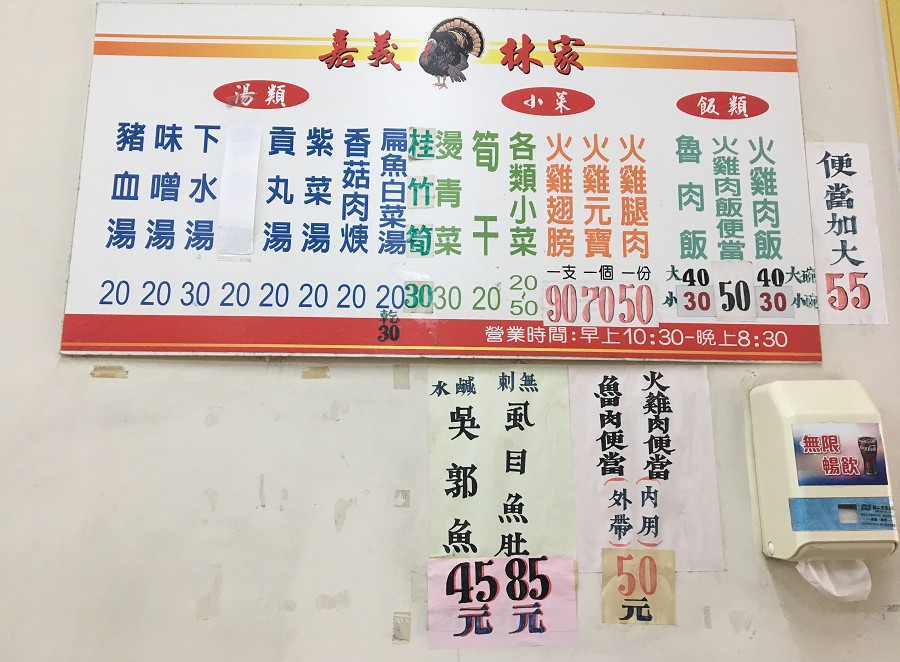 嘉義 林家
飯類
火雞肉飯
大碗 40
小碗 30
火雞肉飯便當
50
魯肉飯
大 40
小 30
小菜
火雞腿肉
一份 50
火雞元寶
一個 70
火雞翅膀
一支 90
各類小菜
20~50
筍干
20
燙青菜
30
桂竹筍
30
湯類
扁魚白菜湯
20
乾30
香菇肉焿
20
紫菜湯
20
貢丸湯
20
20
下水湯
30
味噌湯
20
豬血湯
20
營業時間:早上10:30-晚上8:30
便當加大
55
火雞肉便當(內用)
魯肉便當(外帶)
50元
無刺
虱目魚肚
85元
鹹水
吳郭魚
45元
無限
暢飲